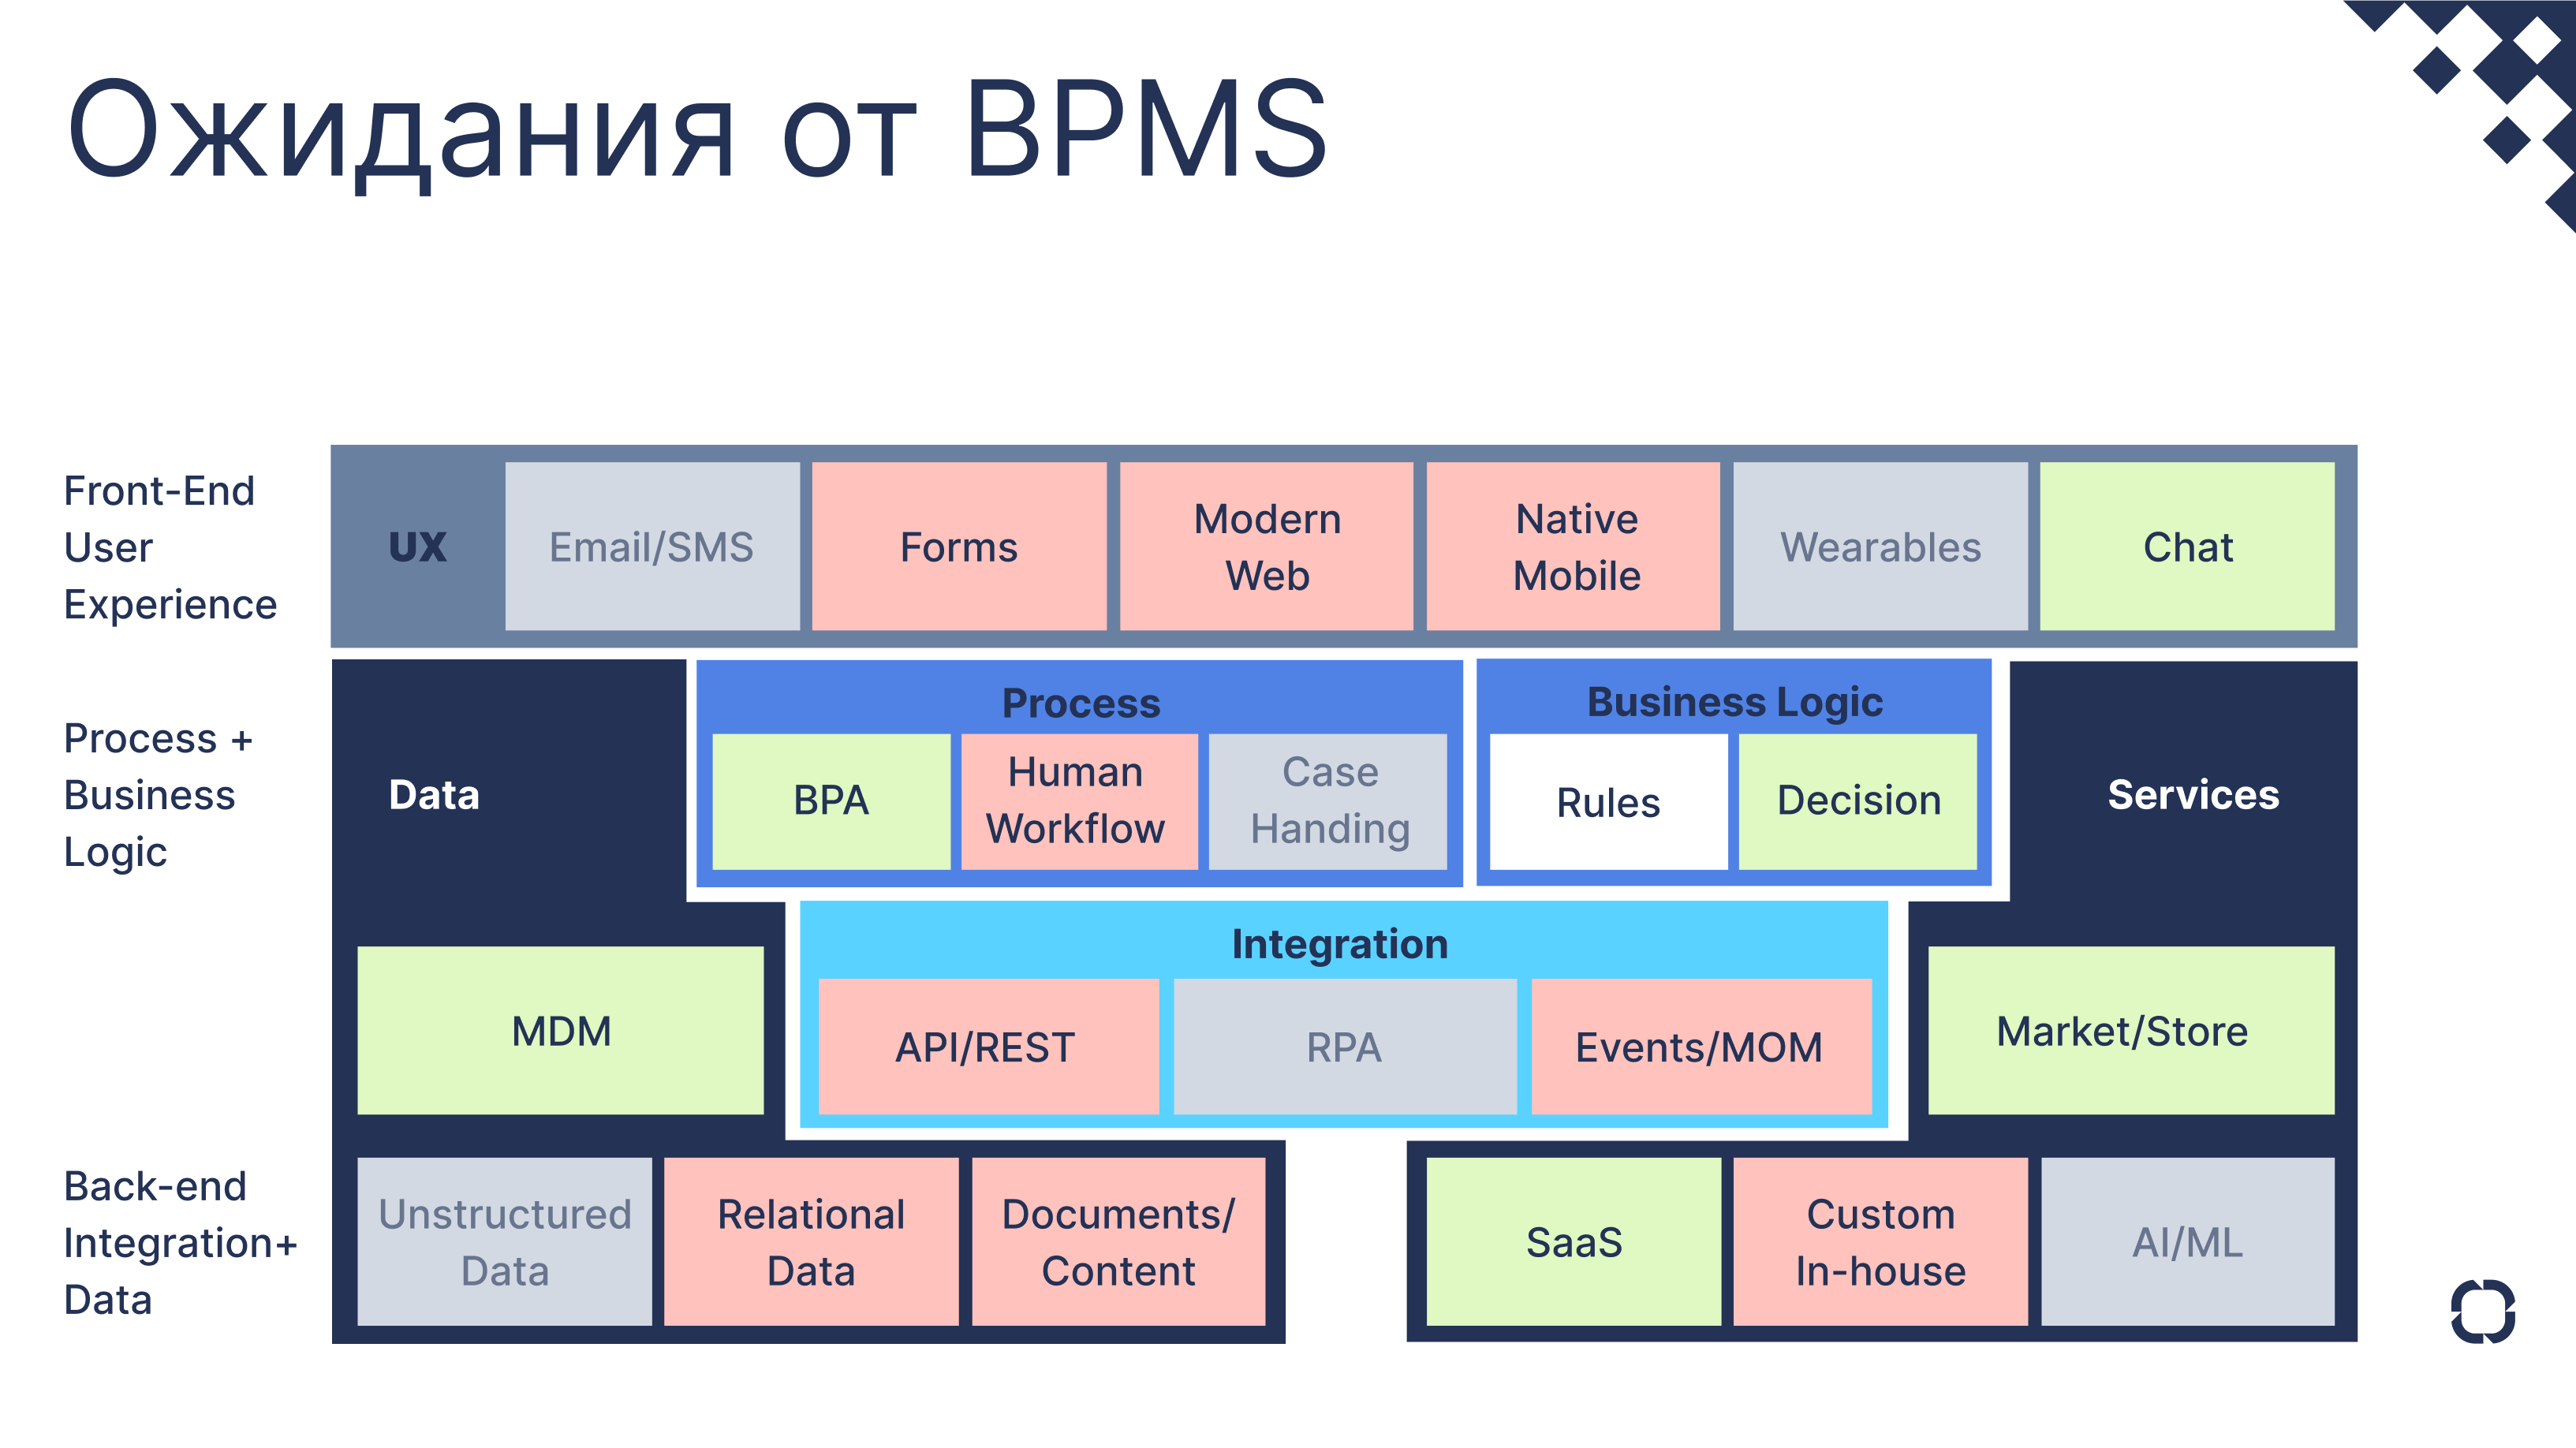 Ожидания от BPMS
Front-End
User
Experience
UX
Email/SMS
Forms
Modern
Web
Native
Mobile
Wearables
Chat
Process +
Business
Logic
Data
Process
BPA
Human
Workflow
Case
Handing
Business Logic
Rules
Decision
Services
MDM
Integration
API/REST
RPA
Events/MOM
Market/Store
Back-end
Integration+
Data
Unstructured
Data
Relational
Data
Documents/
Content
SaaS
Custom
In-house
AI/ML